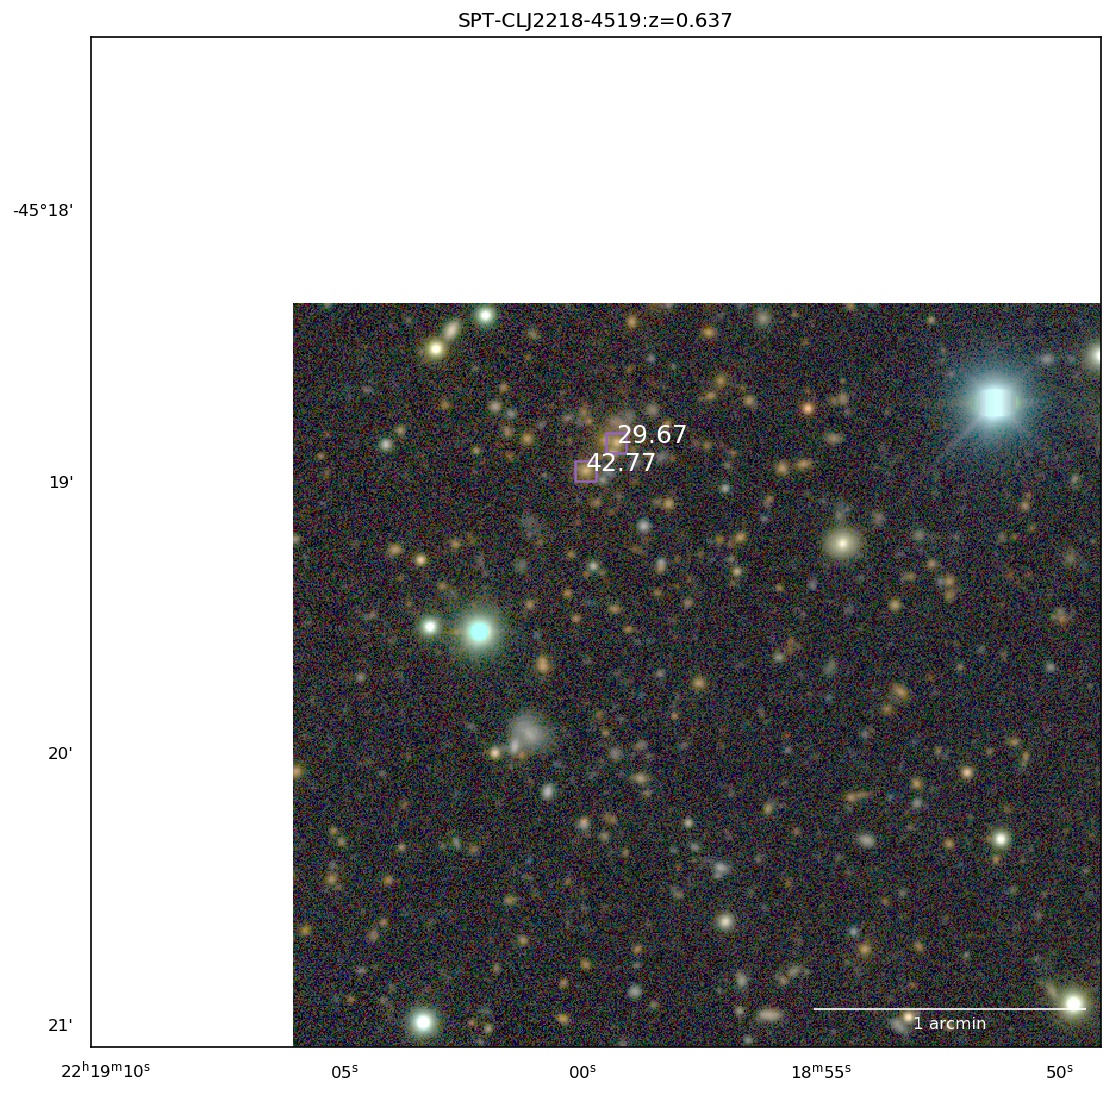 SPT-CLJ2218-4519:z=0.637
-45°18'
29.67
42.77
19'
20'
21'
1 arcmin
22ʰ19ᵐ10ˢ 05ˢ 00ˢ 18ᵐ55ˢ 50ˢ